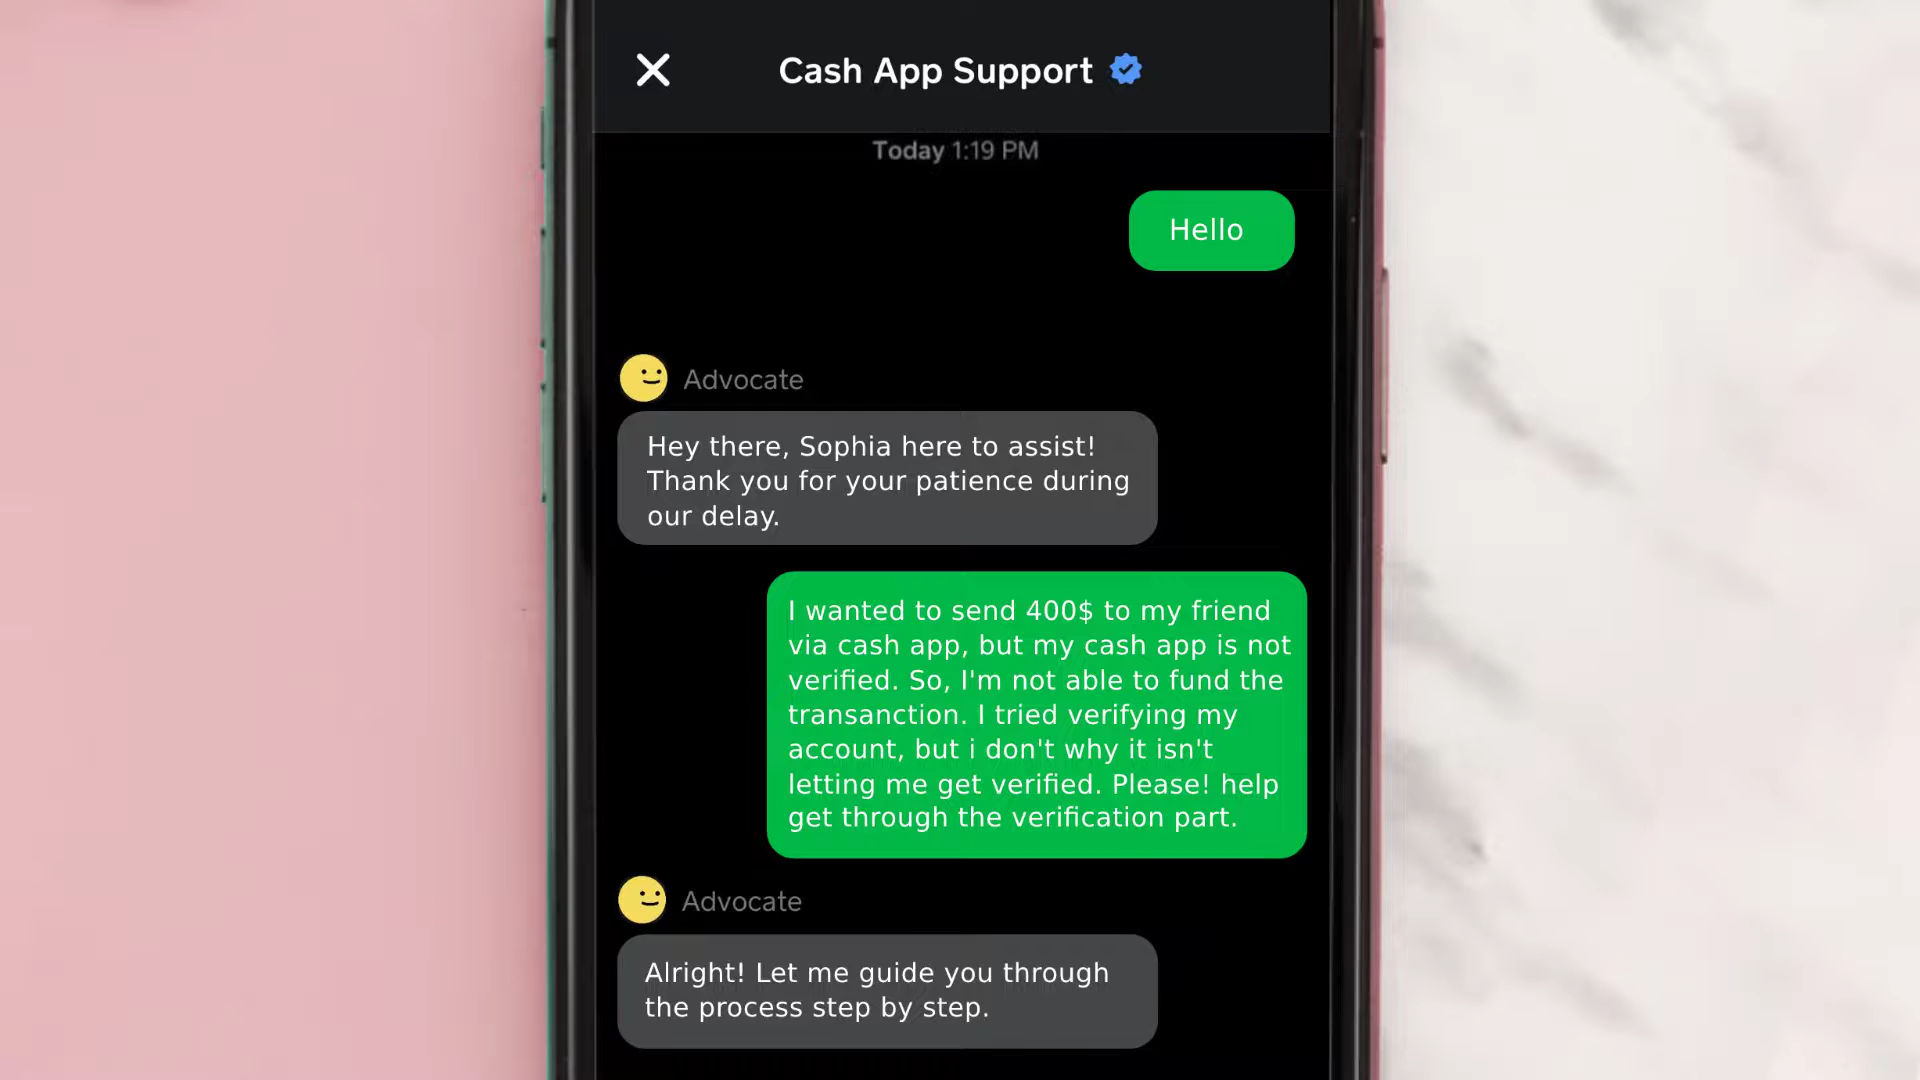 Cash App Support
Today 1:19 PM
Hello
Advocate
Hey there, Sophia here to assist!
Thank you for your patience during
our delay.
I wanted to send 400$ to my friend
via cash app, but my cash app is not
verified. So, I'm not able to fund the
transanction. I tried verifying my
account, but i don't why it isn't
letting me get verified. Please! help
get through the verification part.
Advocate
Alright! Let me guide you through
the process step by step.